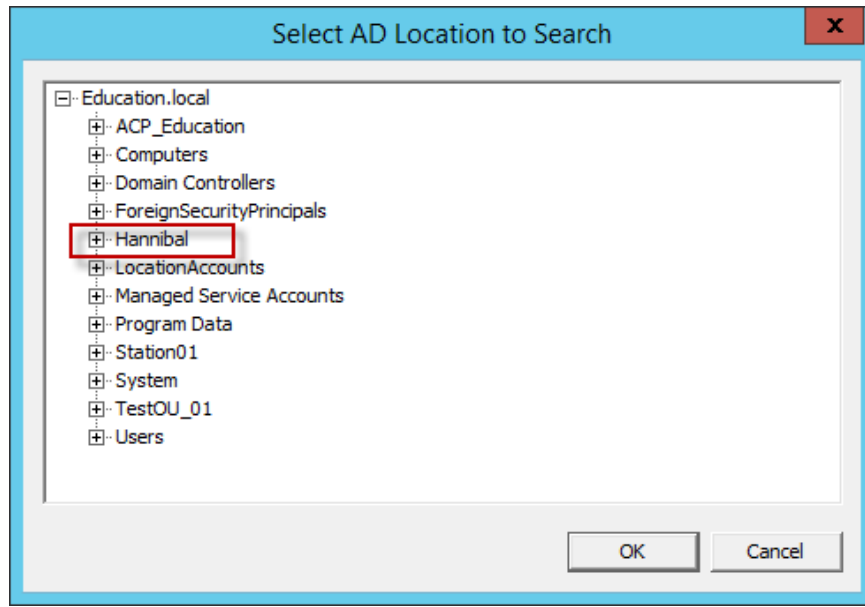 Select AD Location to Search
x
Education.local
ACP_Education
Computers
Domain Controllers
ForeignSecurityPrincipals
Hannibal
LocationAccounts
Managed Service Accounts
Program Data
Station01
System
TestOU_01
Users
OK Cancel